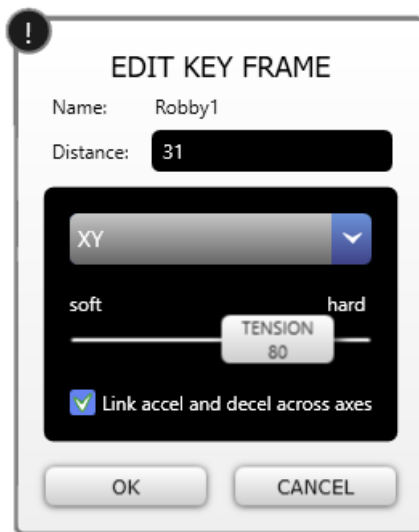 !
EDIT KEY FRAME
Name: Robby1
Distance: 31
XY
soft hard
TENSION
80
Link accel and decel across axes
OK CANCEL